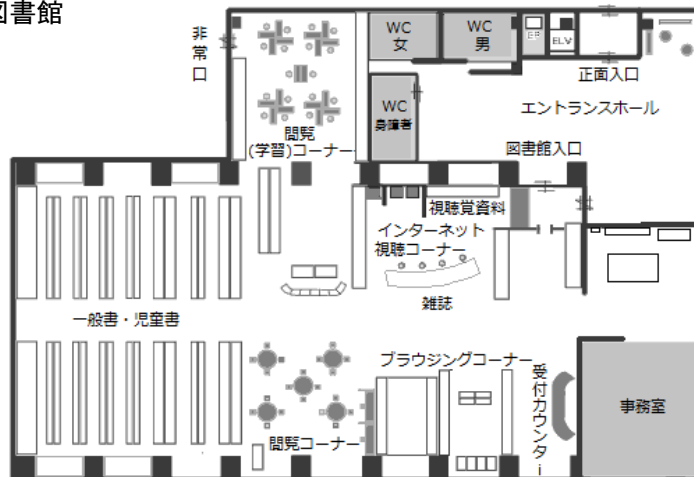 図書館
非常口
WC
女
WC
男
ELV
正面入口
エントランスホール
WC
身障者
閲覧
(学習)コーナー
図書館入口
視聴覚資料
インターネット
視聴コーナー
雑誌
一般書・児童書
ブラウジングコーナー
受付カウンター
事務室
閲覧コーナー